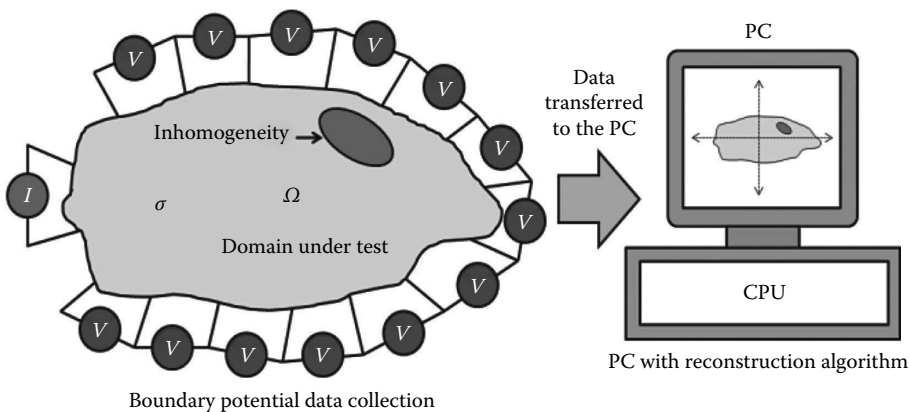 V V V V
V
V
I
V
V
V V V V V
Inhomogeneity
σ Ω
Domain under test
Boundary potential data collection
Data
transferred
to the PC
PC
CPU
PC with reconstruction algorithm